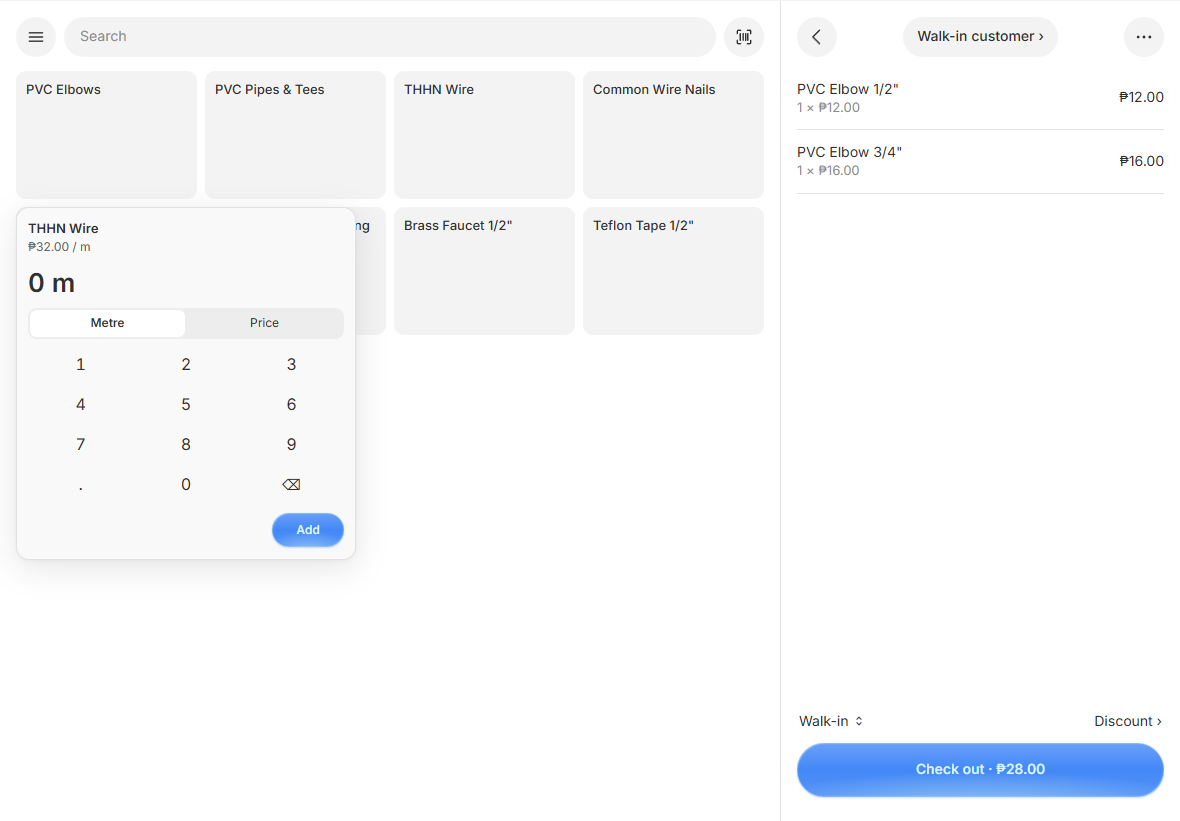 Search
PVC Elbows
PVC Pipes & Tees
THHN Wire
Common Wire Nails
ng
Brass Faucet 1/2"
Teflon Tape 1/2"
THHN Wire
₱32.00 / m
0 m
Metre
Price
1 2 3
4 5 6
7 8 9
. 0 ⌫
Add
Walk-in customer ›
PVC Elbow 1/2"
₱12.00
1 × ₱12.00
PVC Elbow 3/4"
₱16.00
1 × ₱16.00
Walk-in
Discount ›
Check out · ₱28.00